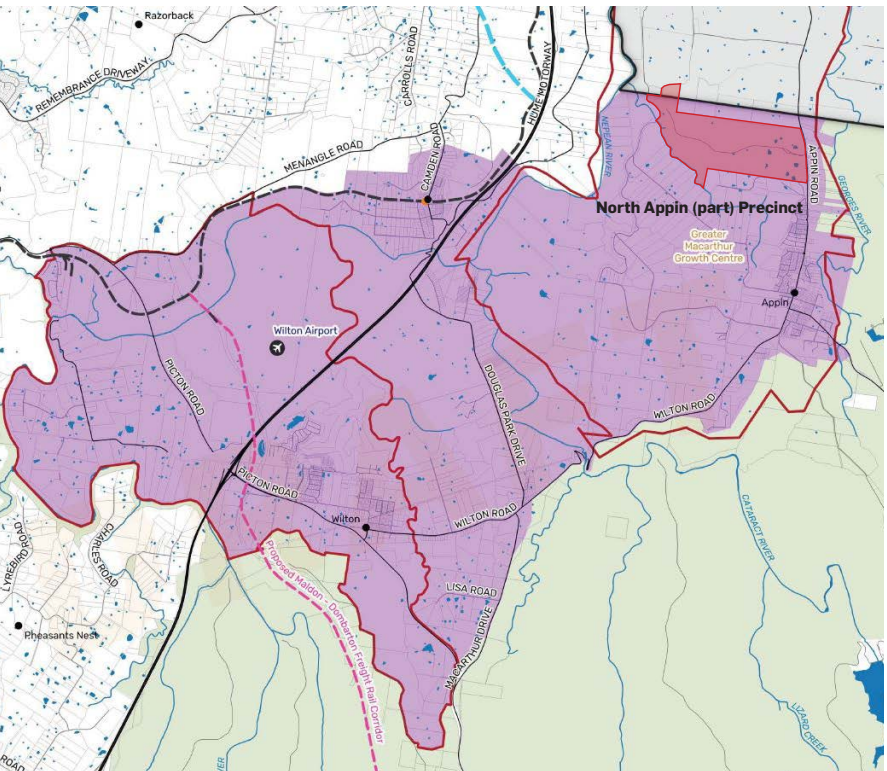 Razorback
REMEMBRANCE DRIVEWAY
CARROLLS ROAD
HUME MOTORWAY
MENANGLE ROAD
CAMDEN ROAD
NEPEAN RIVER
APPIN ROAD
GEORGES RIVER
North Appin (part) Precinct
Greater
Macarthur
Growth Centre
Appin
Wilton Airport
PICTON ROAD
DOUGLAS PARK DRIVE
WILTON ROAD
PICTON ROAD
Wilton
WILTON ROAD
CATARACT RIVER
LYREBIRD ROAD
CHARLES ROAD
Proposed Maldon - Dombarton Freight Rail Corridor
LISA ROAD
Pheasants Nest
MACARTHUR DRIVE
LIZARD CREEK
ROAD